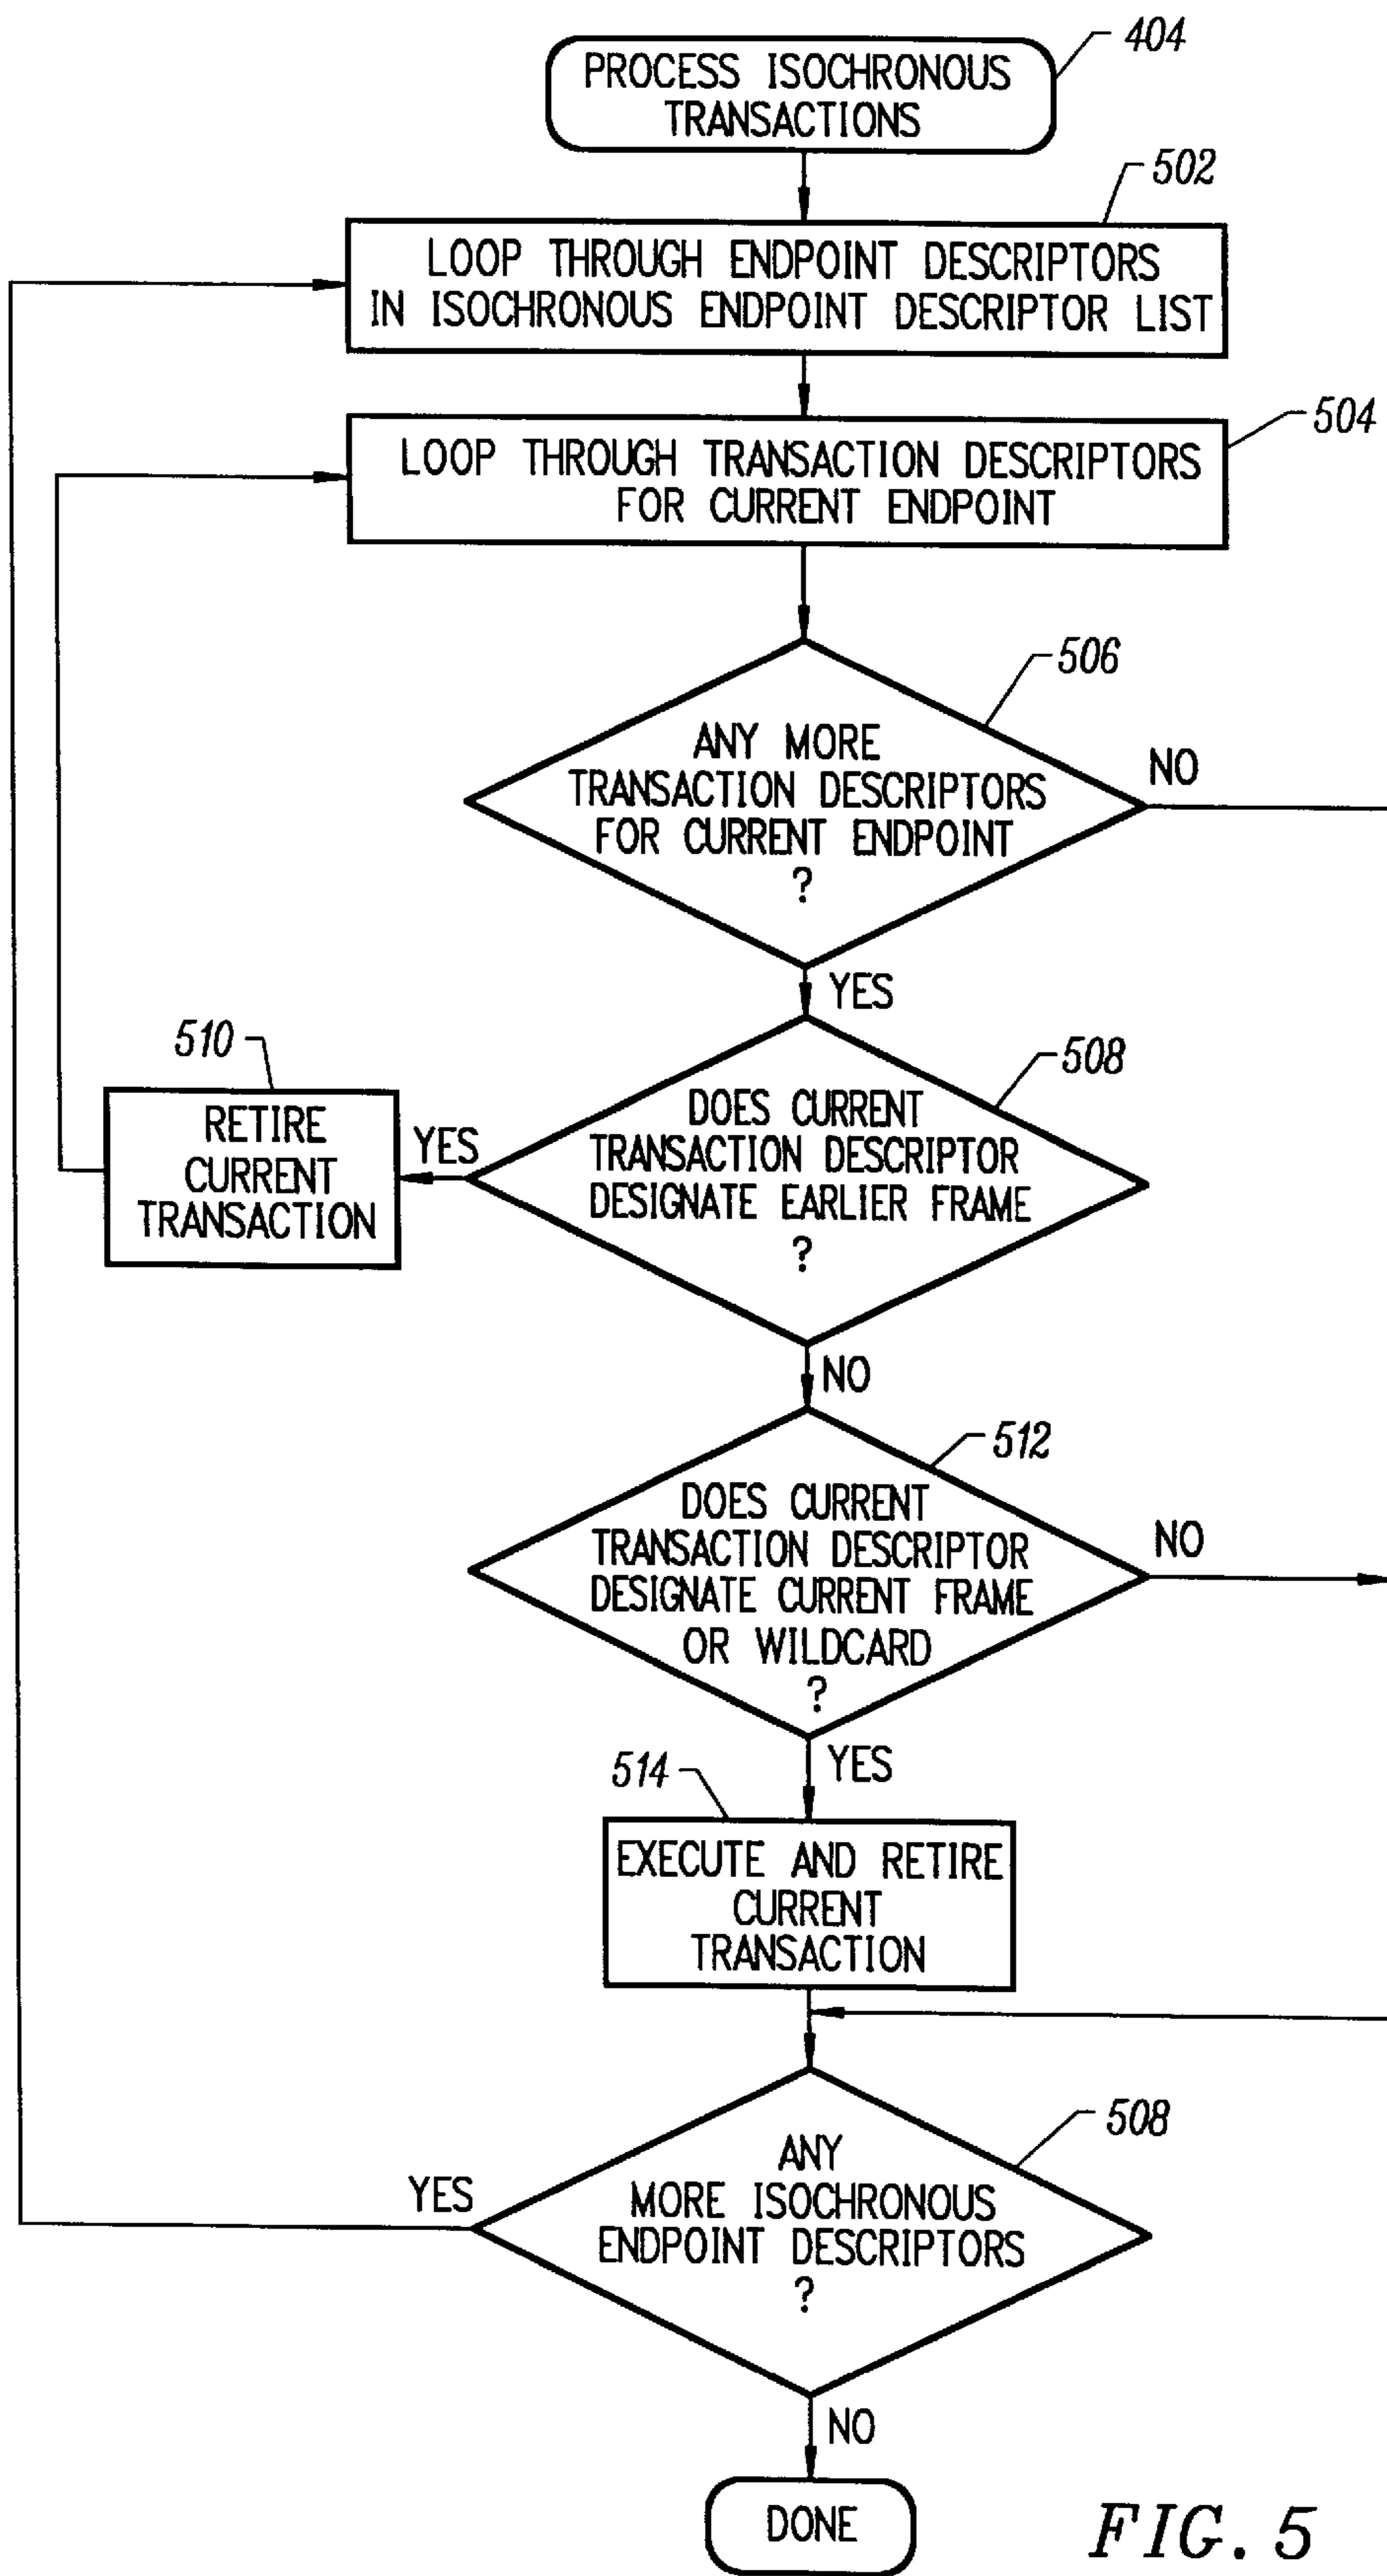 404
PROCESS ISOCHRONOUS
TRANSACTIONS
502
LOOP THROUGH ENDPOINT DESCRIPTORS
IN ISOCHRONOUS ENDPOINT DESCRIPTOR LIST
504
LOOP THROUGH TRANSACTION DESCRIPTORS
FOR CURRENT ENDPOINT
506
ANY MORE
TRANSACTION DESCRIPTORS
FOR CURRENT ENDPOINT
?
NO
YES
508
DOES CURRENT
TRANSACTION DESCRIPTOR
DESIGNATE EARLIER FRAME
?
YES
510
RETIRE
CURRENT
TRANSACTION
NO
512
DOES CURRENT
TRANSACTION DESCRIPTOR
DESIGNATE CURRENT FRAME
OR WILDCARD
?
NO
YES
514
EXECUTE AND RETIRE
CURRENT
TRANSACTION
508
ANY
MORE ISOCHRONOUS
ENDPOINT DESCRIPTORS
?
YES
NO
DONE
FIG. 5